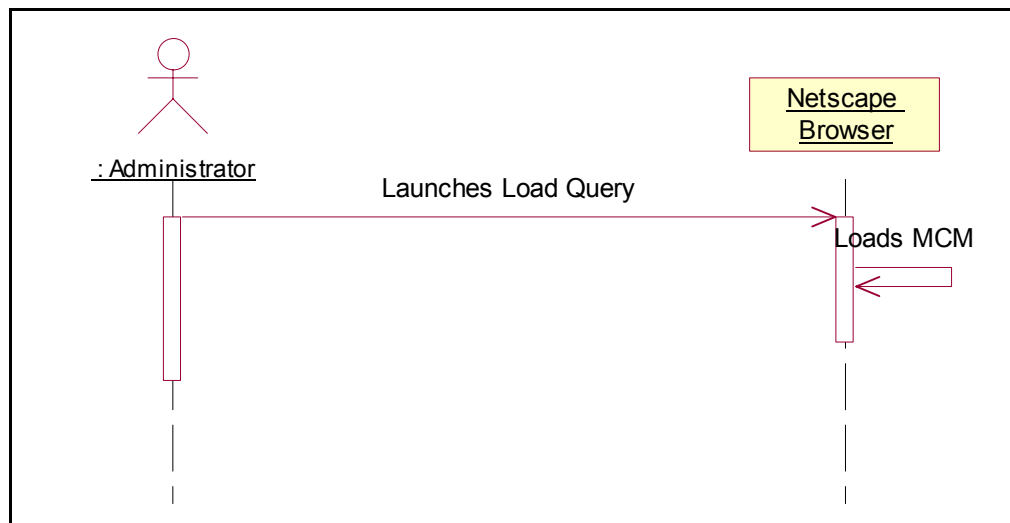 Netscape
Browser
: Administrator
Launches Load Query
Loads MCM